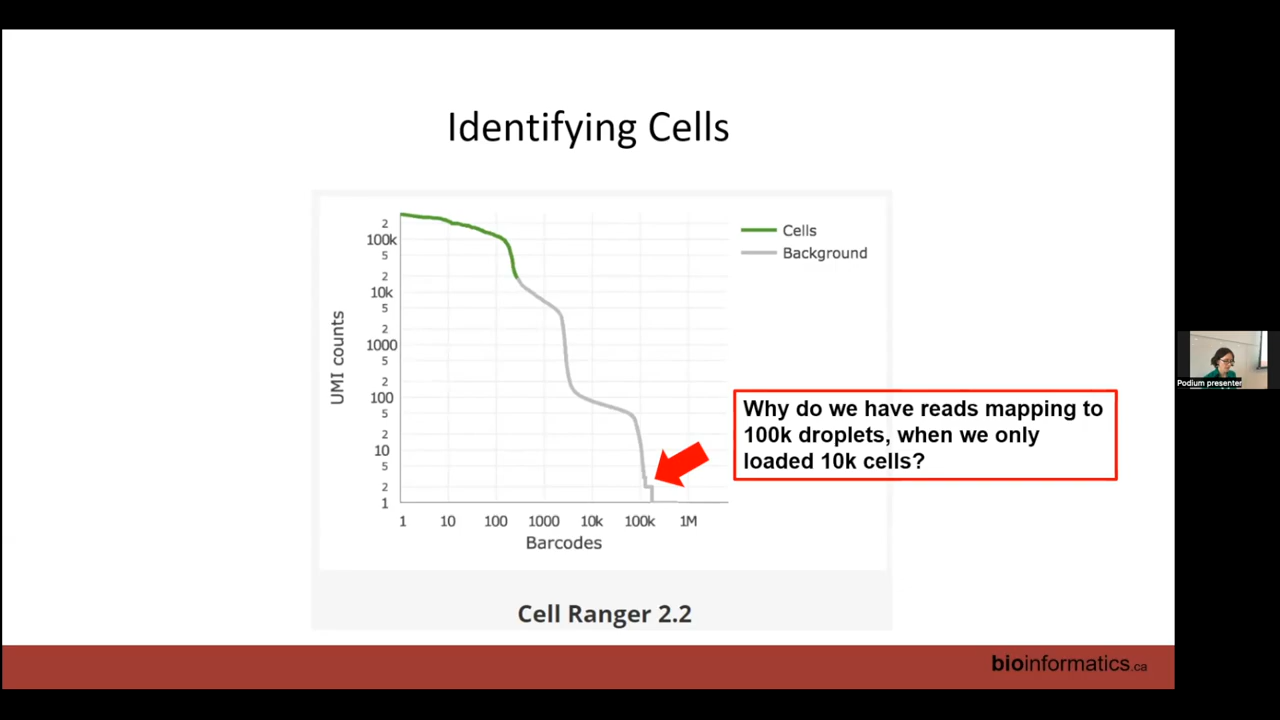 Identifying Cells
2
100k
5
2
10k
5
2
1000
5
2
100
5
2
10
5
2
1
UMI counts
1 10 100 1000 10k 100k 1M
Barcodes
Cells
Background
Why do we have reads mapping to
100k droplets, when we only
loaded 10k cells?
Podium presenter
Cell Ranger 2.2
bioinformatics.ca